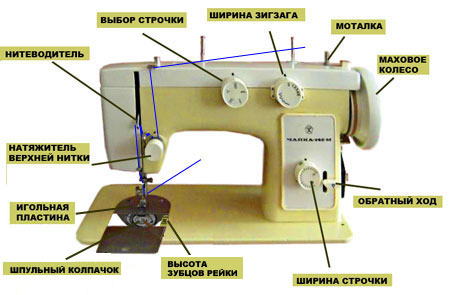 ВЫБОР СТРОЧКИ
ШИРИНА ЗИГЗАГА
МОТАЛКА
НИТЕВОДИТЕЛЬ
МАХОВОЕ
КОЛЕСО
ЧАЙКА-132М
НАТЯЖИТЕЛЬ
ВЕРХНЕЙ НИТКИ
ИГОЛЬНАЯ
ПЛАСТИНА
ОБРАТНЫЙ ХОД
ШПУЛЬНЫЙ КОЛПАЧОК
ВЫСОТА
ЗУБЦОВ РЕЙКИ
ШИРИНА СТРОЧКИ